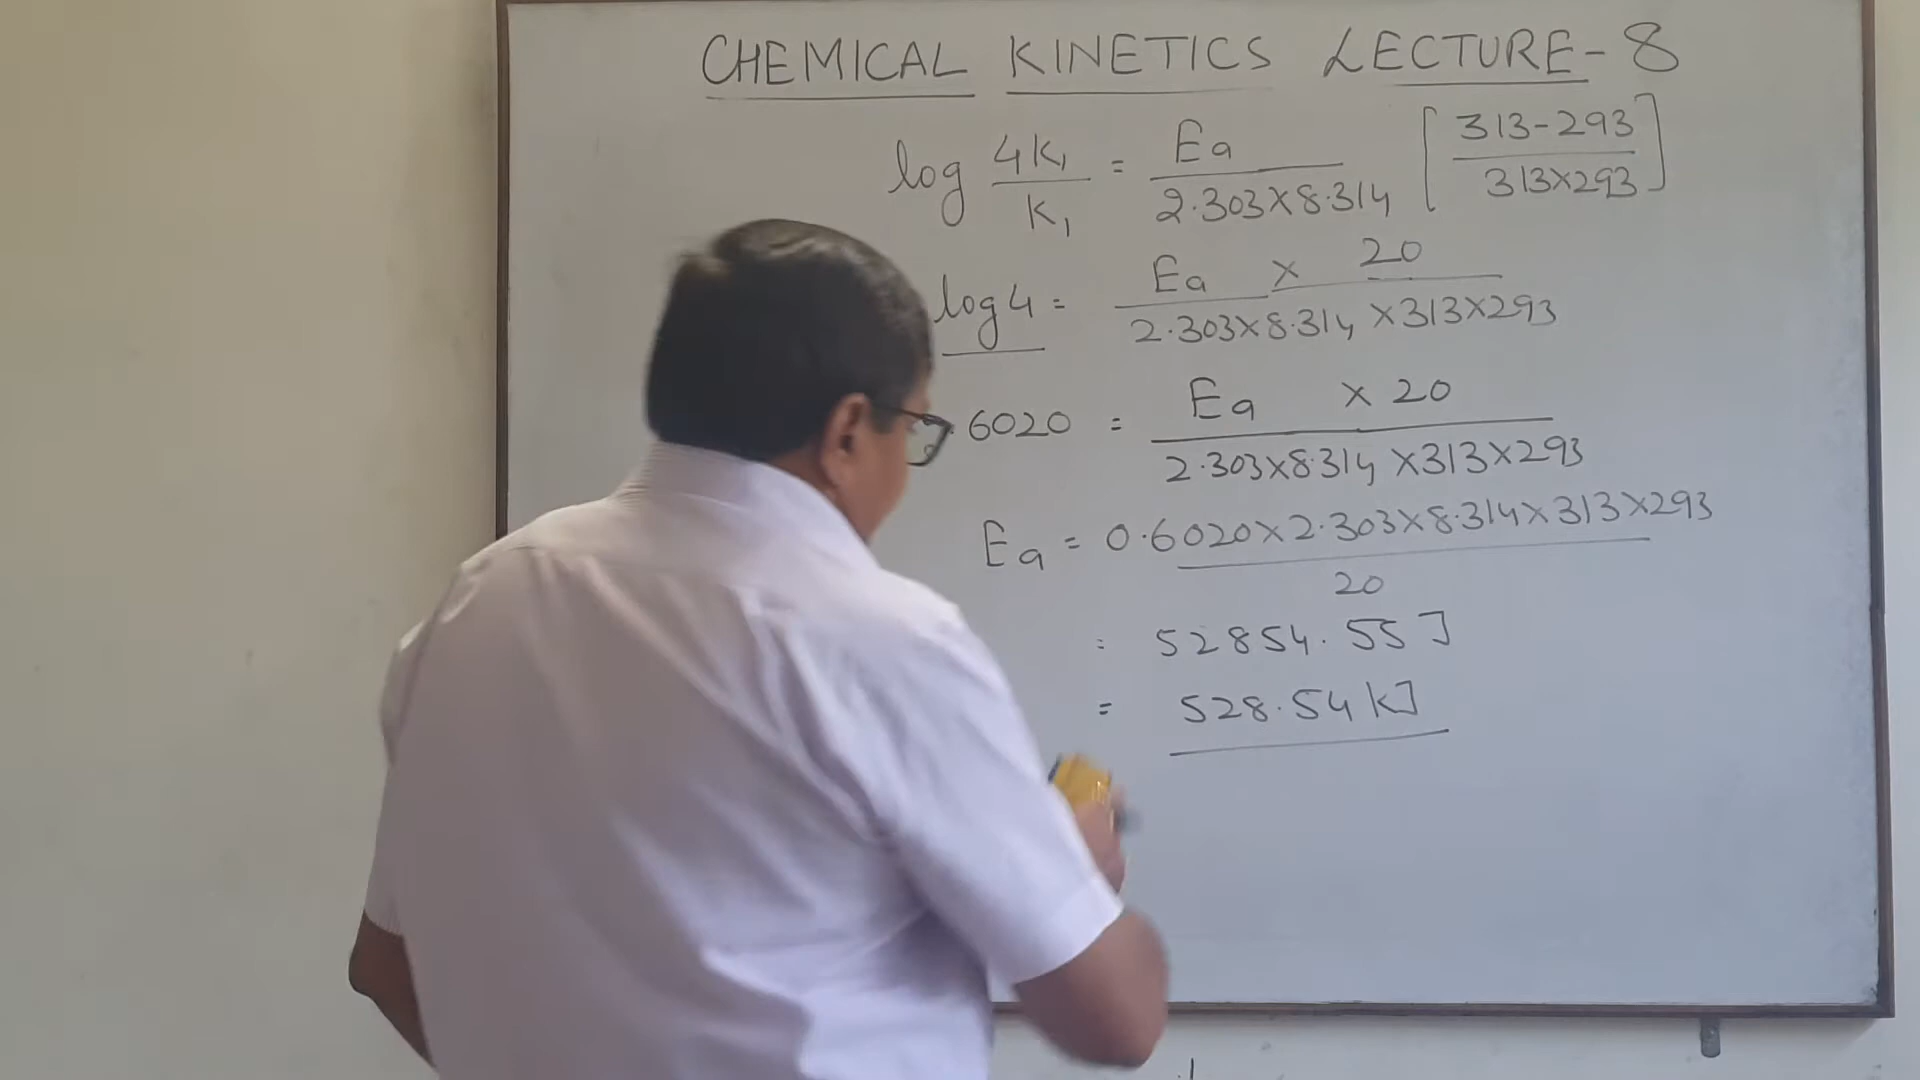 CHEMICAL KINETICS LECTURE-8
log 4K₁/K₁ = Ea/2.303×8.314 [313-293/313×293]
log 4 = Ea × 20/2.303×8.314×313×293
.6020 = Ea × 20/2.303×8.314×313×293
Ea = 0.6020×2.303×8.314×313×293/20
= 52854.55 J
= 528.54 kJ